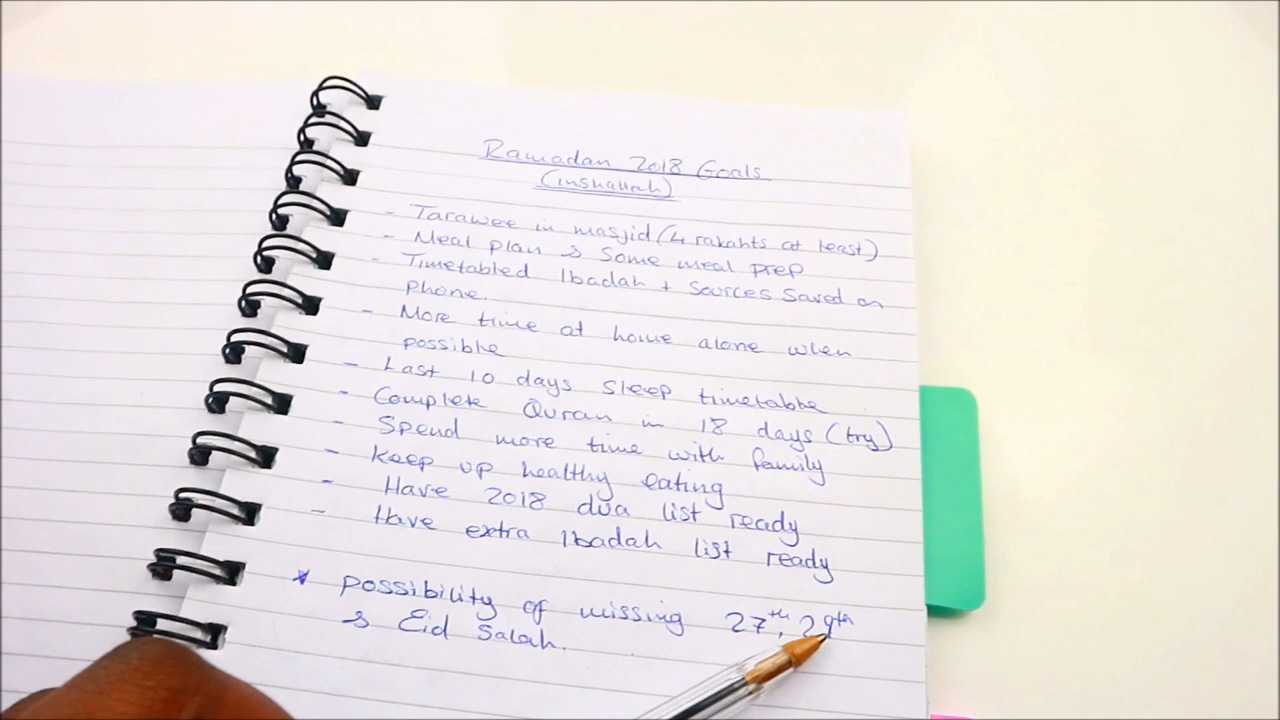 Ramadan 2018 Goals
(inshallah)
- Tarawee in masjid (4 rakahts at least)
- Meal plan & some meal prep
- Timetabled Ibadah + sources saved on
phone.
- More time at home alone when
possible
- Last 10 days sleep timetable
- Complete Quran in 18 days (try)
- Spend more time with family
- Keep up healthy eating
- Have 2018 dua list ready
- Have extra Ibadah list ready
* possibility of missing 27th, 29th
& Eid Salah.